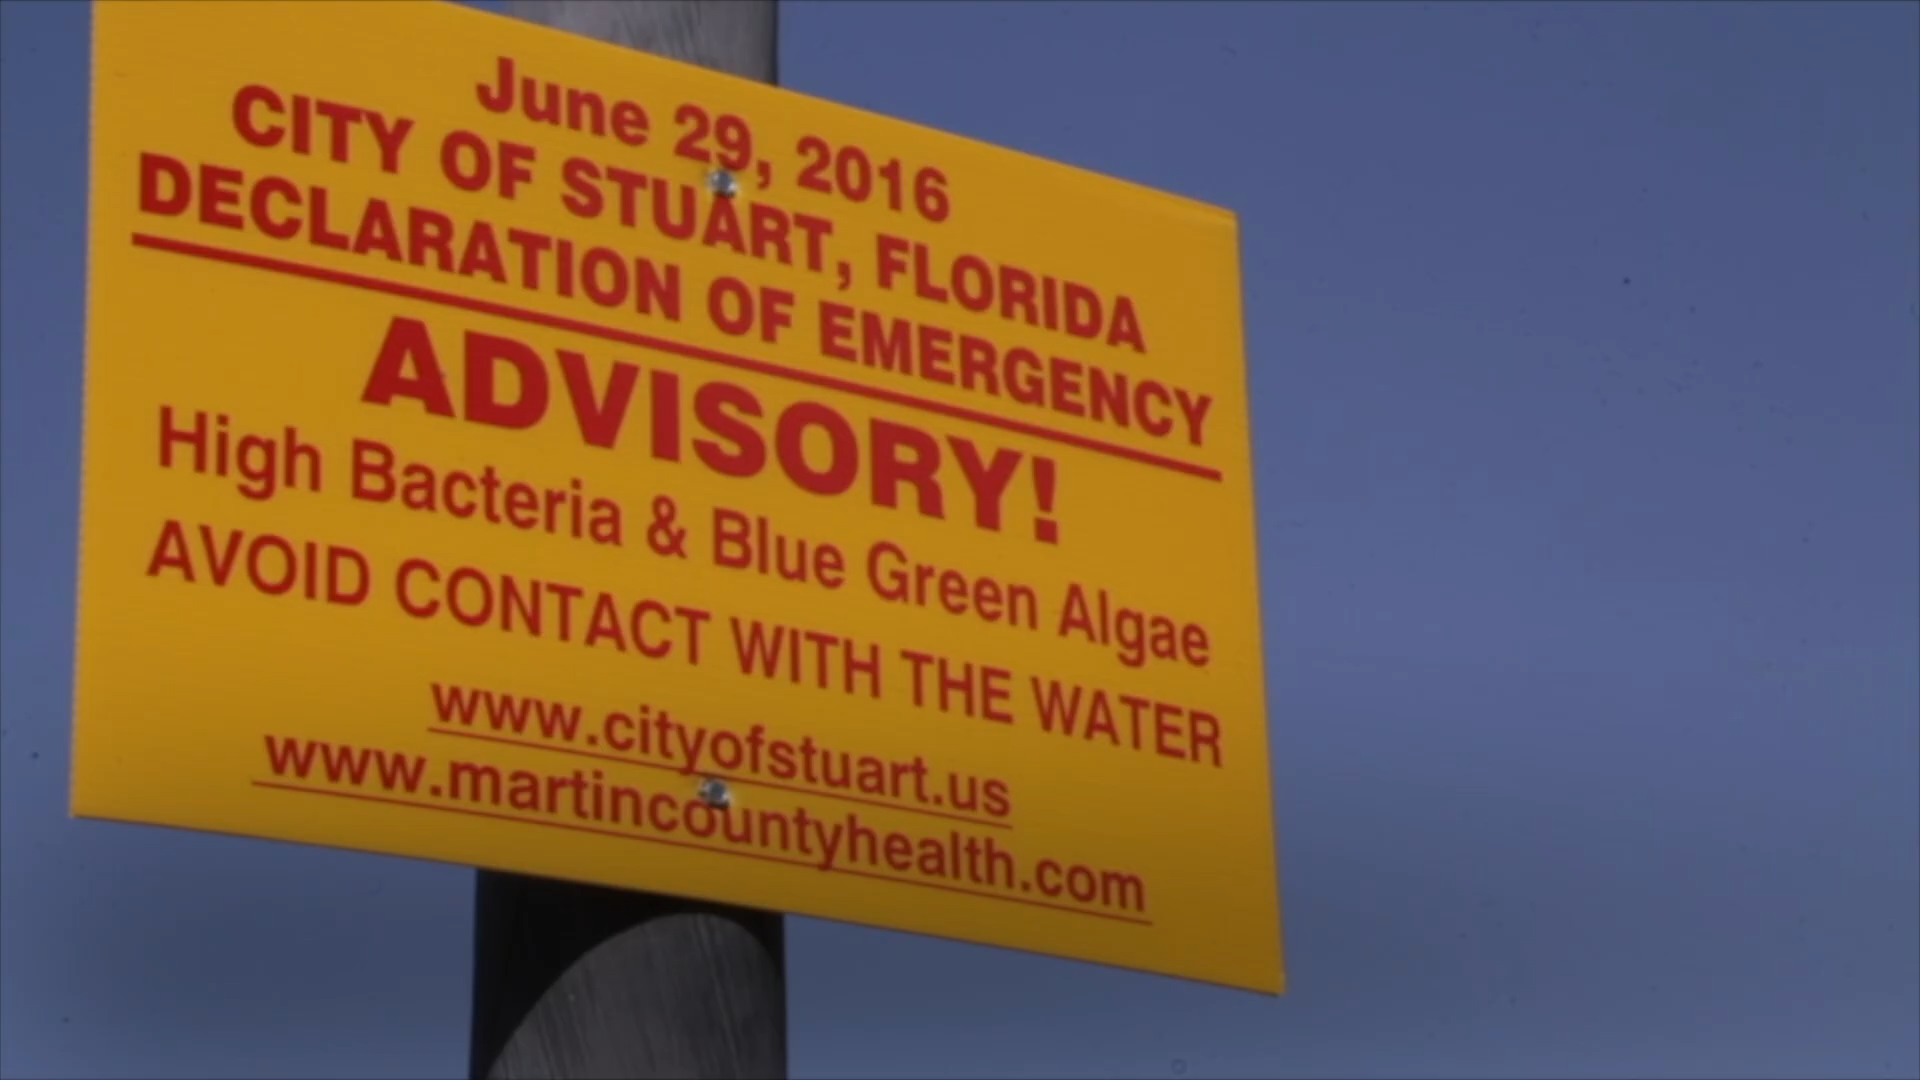 June 29, 2016
CITY OF STUART, FLORIDA
DECLARATION OF EMERGENCY
ADVISORY!
High Bacteria & Blue Green Algae
AVOID CONTACT WITH THE WATER
www.cityofstuart.us
www.martincountyhealth.com